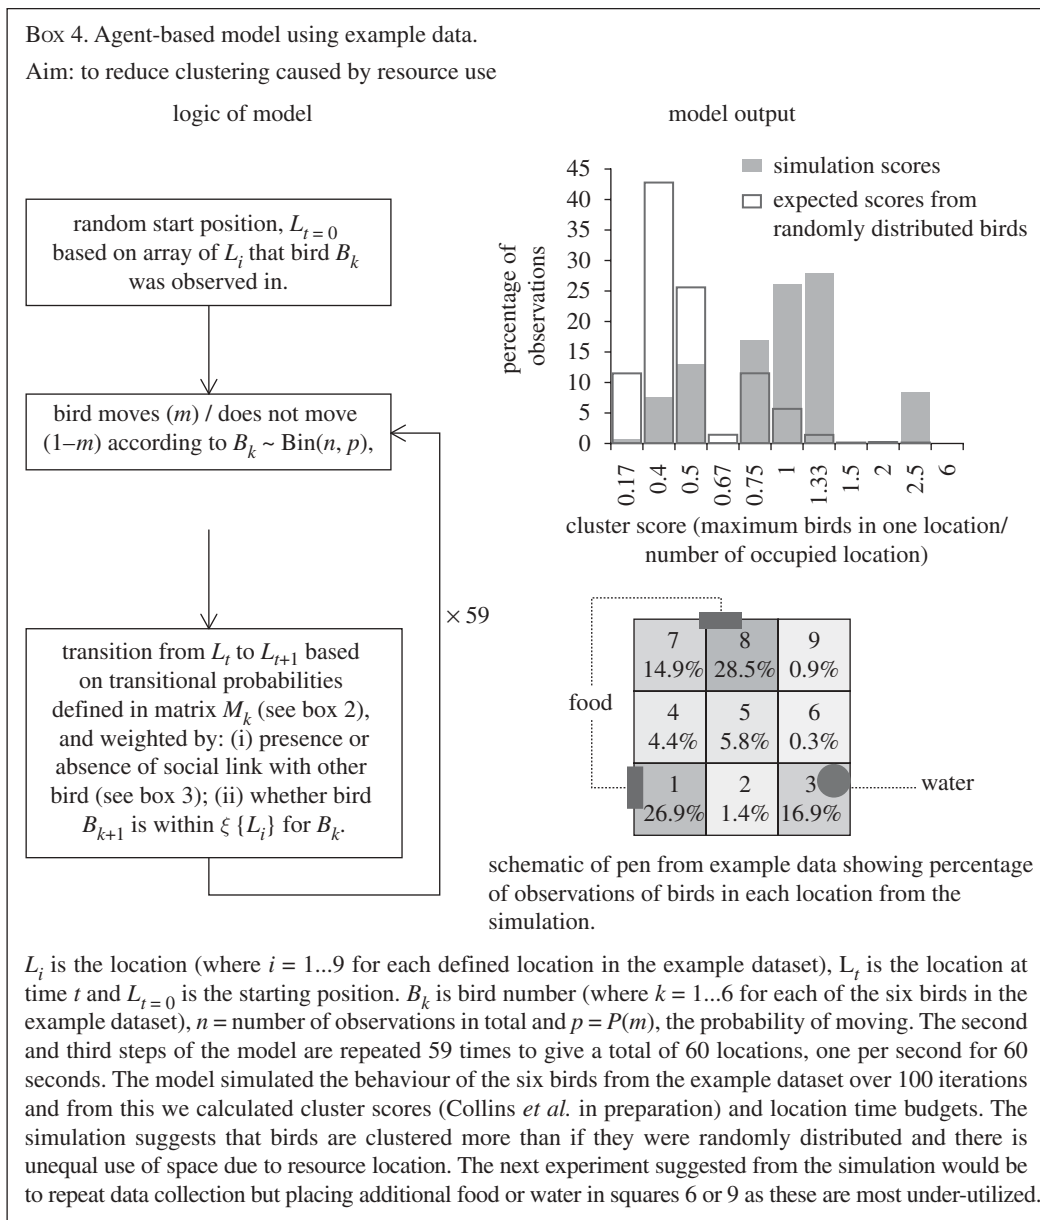 BOX 4. Agent-based model using example data.
Aim: to reduce clustering caused by resource use
logic of model
random start position, L_{t = 0}
based on array of L_i that bird B_k
was observed in.
bird moves (m) / does not move
(1–m) according to B_k ~ Bin(n, p),
× 59
transition from L_t to L_{t+1} based
on transitional probabilities
defined in matrix M_k (see box 2),
and weighted by: (i) presence or
absence of social link with other
bird (see box 3); (ii) whether bird
B_{k+1} is within ξ {L_i} for B_k.
model output
simulation scores
expected scores from
randomly distributed birds
percentage of
observations
45
40
35
30
25
20
15
10
5
0
0.17
0.4
0.5
0.67
0.75
1
1.33
1.5
2
2.5
6
cluster score (maximum birds in one location/
number of occupied location)
food
7 8 9
14.9% 28.5% 0.9%
4 5 6
4.4% 5.8% 0.3%
1 2 3
26.9% 1.4% 16.9%
water
schematic of pen from example data showing percentage
of observations of birds in each location from the
simulation.
L_i is the location (where i = 1...9 for each defined location in the example dataset), L_t is the location at
time t and L_{t = 0} is the starting position. B_k is bird number (where k = 1...6 for each of the six birds in the
example dataset), n = number of observations in total and p = P(m), the probability of moving. The second
and third steps of the model are repeated 59 times to give a total of 60 locations, one per second for 60
seconds. The model simulated the behaviour of the six birds from the example dataset over 100 iterations
and from this we calculated cluster scores (Collins et al. in preparation) and location time budgets. The
simulation suggests that birds are clustered more than if they were randomly distributed and there is
unequal use of space due to resource location. The next experiment suggested from the simulation would be
to repeat data collection but placing additional food or water in squares 6 or 9 as these are most under-utilized.